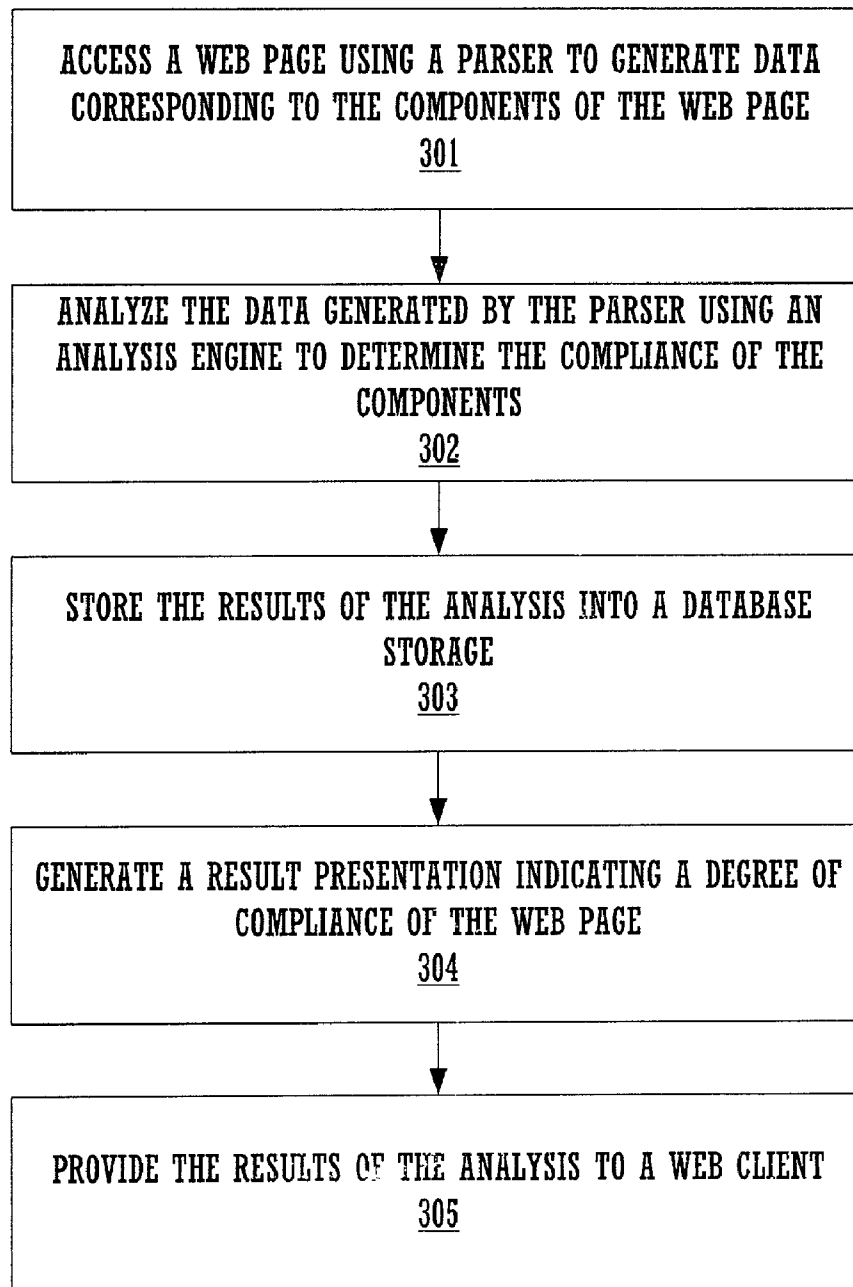 ACCESS A WEB PAGE USING A PARSER TO GENERATE DATA
CORRESPONDING TO THE COMPONENTS OF THE WEB PAGE
301
ANALYZE THE DATA GENERATED BY THE PARSER USING AN
ANALYSIS ENGINE TO DETERMINE THE COMPLIANCE OF THE
COMPONENTS
302
STORE THE RESULTS OF THE ANALYSIS INTO A DATABASE
STORAGE
303
GENERATE A RESULT PRESENTATION INDICATING A DEGREE OF
COMPLIANCE OF THE WEB PAGE
304
PROVIDE THE RESULTS OF THE ANALYSIS TO A WEB CLIENT
305